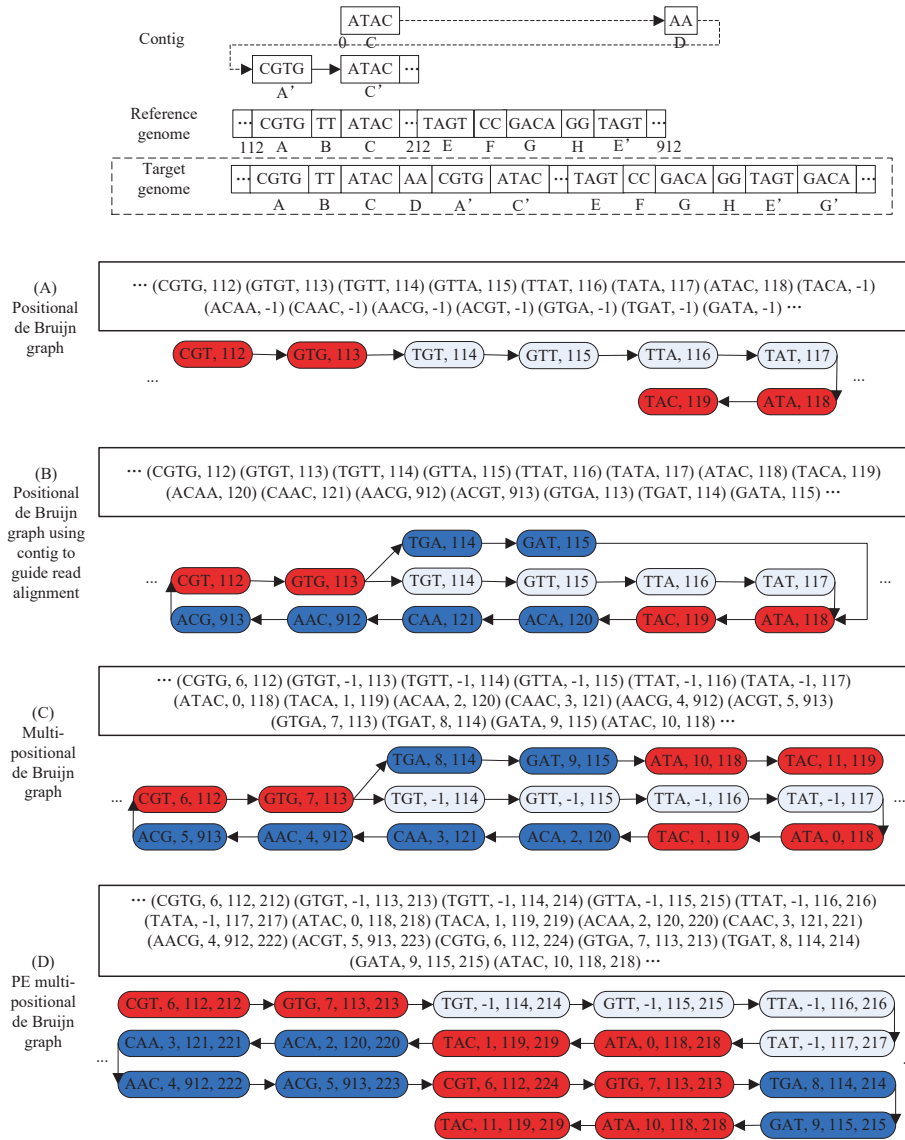 ATAC AA
0 C D
Contig
CGTG ATAC ···
A’ C’
Reference genome
··· CGTG TT ATAC ··· TAGT CC GACA GG TAGT ···
112 A B C 212 E F G H E’ 912
Target genome
··· CGTG TT ATAC AA CGTG ATAC ··· TAGT CC GACA GG TAGT GACA ···
A B C D A’ C’ E F G H E’ G’
(A)
Positional
de Bruijn
graph
··· (CGTG, 112) (GTGT, 113) (TGTT, 114) (GTTA, 115) (TTAT, 116) (TATA, 117) (ATAC, 118) (TACA, -1)
(ACAA, -1) (CAAC, -1) (AACG, -1) (ACGT, -1) (GTGA, -1) (TGAT, -1) (GATA, -1) ···
CGT, 112 GTG, 113 TGT, 114 GTT, 115 TTA, 116 TAT, 117
... ...
TAC, 119 ATA, 118
(B)
Positional
de Bruijn
graph using
contig to
guide read
alignment
··· (CGTG, 112) (GTGT, 113) (TGTT, 114) (GTTA, 115) (TTAT, 116) (TATA, 117) (ATAC, 118) (TACA, 119)
(ACAA, 120) (CAAC, 121) (AACG, 912) (ACGT, 913) (GTGA, 113) (TGAT, 114) (GATA, 115) ···
TGA, 114 GAT, 115
... CGT, 112 GTG, 113 TGT, 114 GTT, 115 TTA, 116 TAT, 117 ...
ACG, 913 AAC, 912 CAA, 121 ACA, 120 TAC, 119 ATA, 118
(C)
Multi-
positional
de Bruijn
graph
··· (CGTG, 6, 112) (GTGT, -1, 113) (TGTT, -1, 114) (GTTA, -1, 115) (TTAT, -1, 116) (TATA, -1, 117)
(ATAC, 0, 118) (TACA, 1, 119) (ACAA, 2, 120) (CAAC, 3, 121) (AACG, 4, 912) (ACGT, 5, 913)
(GTGA, 7, 113) (TGAT, 8, 114) (GATA, 9, 115) (ATAC, 10, 118) ···
TGA, 8, 114 GAT, 9, 115 ATA, 10, 118 TAC, 11, 119
... CGT, 6, 112 GTG, 7, 113 TGT, -1, 114 GTT, -1, 115 TTA, -1, 116 TAT, -1, 117 ...
ACG, 5, 913 AAC, 4, 912 CAA, 3, 121 ACA, 2, 120 TAC, 1, 119 ATA, 0, 118
(D)
PE multi-
positional
de Bruijn
graph
··· (CGTG, 6, 112, 212) (GTGT, -1, 113, 213) (TGTT, -1, 114, 214) (GTTA, -1, 115, 215) (TTAT, -1, 116, 216)
(TATA, -1, 117, 217) (ATAC, 0, 118, 218) (TACA, 1, 119, 219) (ACAA, 2, 120, 220) (CAAC, 3, 121, 221)
(AACG, 4, 912, 222) (ACGT, 5, 913, 223) (CGTG, 6, 112, 224) (GTGA, 7, 113, 213) (TGAT, 8, 114, 214)
(GATA, 9, 115, 215) (ATAC, 10, 118, 218) ···
CGT, 6, 112, 212 GTG, 7, 113, 213 TGT, -1, 114, 214 GTT, -1, 115, 215 TTA, -1, 116, 216
CAA, 3, 121, 221 ACA, 2, 120, 220 TAC, 1, 119, 219 ATA, 0, 118, 218 TAT, -1, 117, 217
...
AAC, 4, 912, 222 ACG, 5, 913, 223 CGT, 6, 112, 224 GTG, 7, 113, 213 TGA, 8, 114, 214
TAC, 11, 119, 219 ATA, 10, 118, 218 GAT, 9, 115, 215